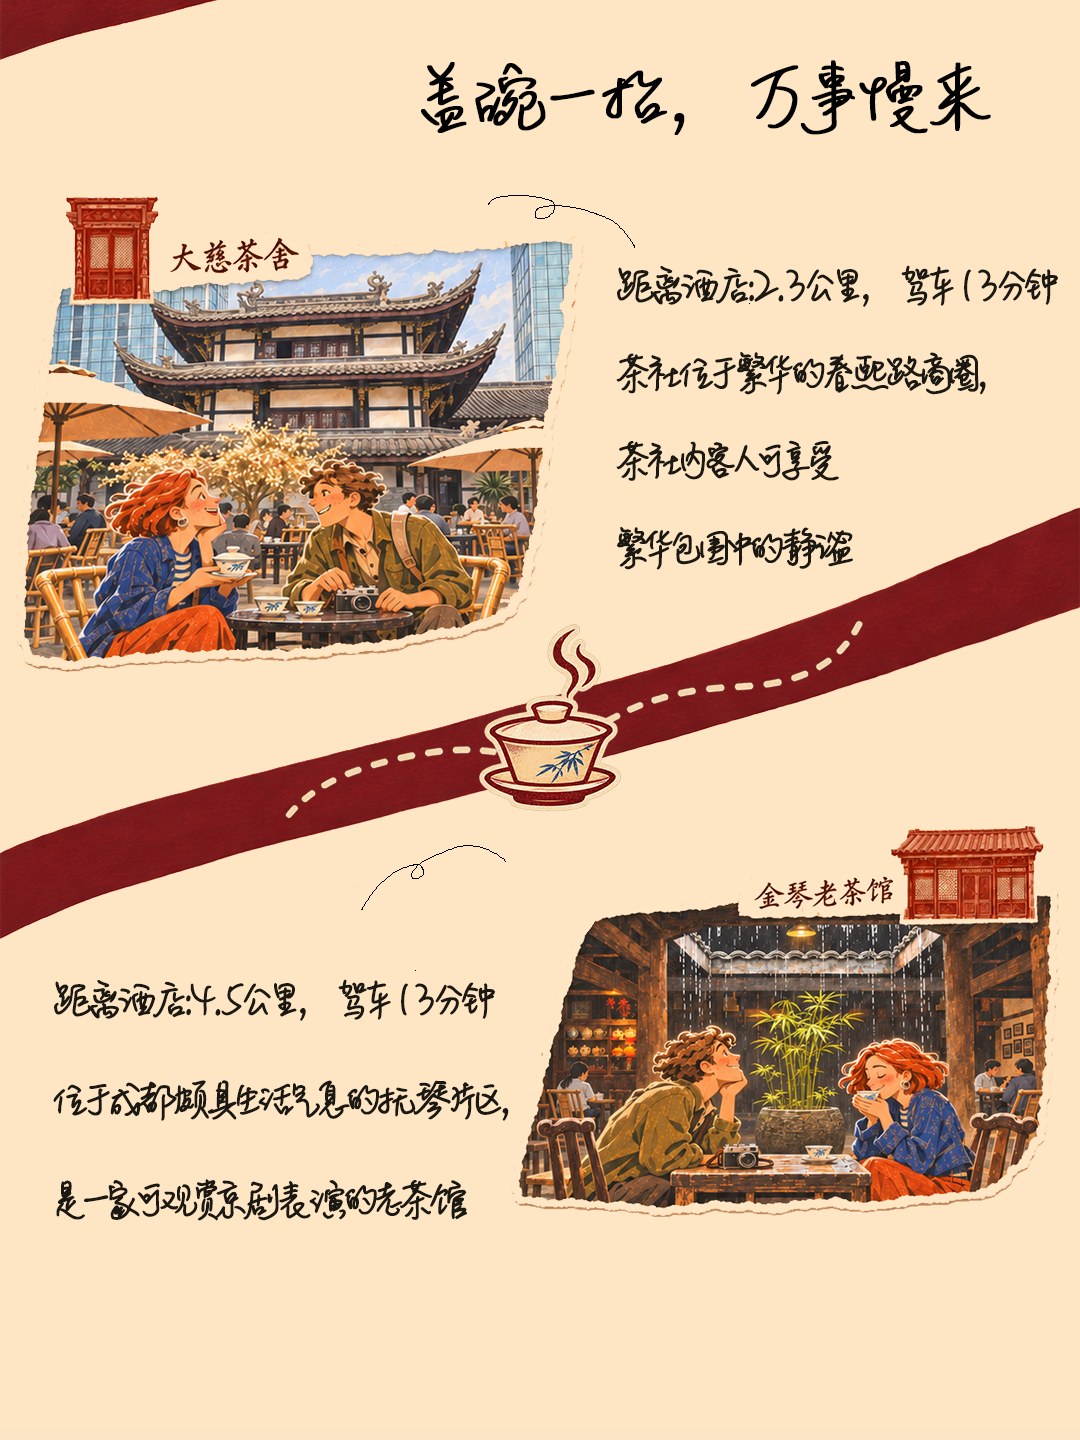 盖碗一抬，万事慢来
大慈茶舍
距离酒店:2.3公里，驾车13分钟
茶社位于繁华的春熙路商圈，
茶社内客人可享受
繁华包围中的静谧
金琴老茶馆
距离酒店:4.5公里，驾车13分钟
位于成都颇具生活气息的抚琴片区，
是一家可观赏京剧表演的老茶馆